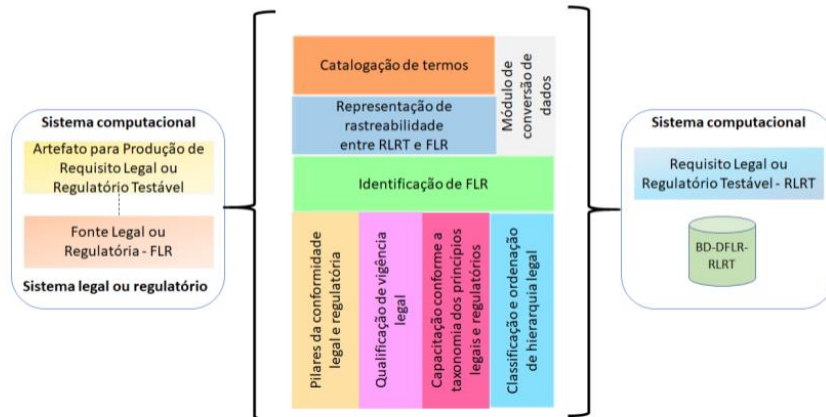 Sistema computacional
Artefato para Produção de
Requisito Legal ou
Regulatório Testável
Fonte Legal ou
Regulatória - FLR
Sistema legal ou regulatório
Catalogação de termos
Representação de
rastreabilidade
entre RLRT e FLR
Módulo de
conversão de
dados
Identificação de FLR
Pilares da conformidade
legal e regulatória
Qualificação de vigência
legal
Capacitação conforme a
taxonomia dos princípios
legais e regulatórios
Classificação e ordenação
de hierarquia legal
Sistema computacional
Requisito Legal ou
Regulatório Testável - RLRT
BD-DFLR-
RLRT